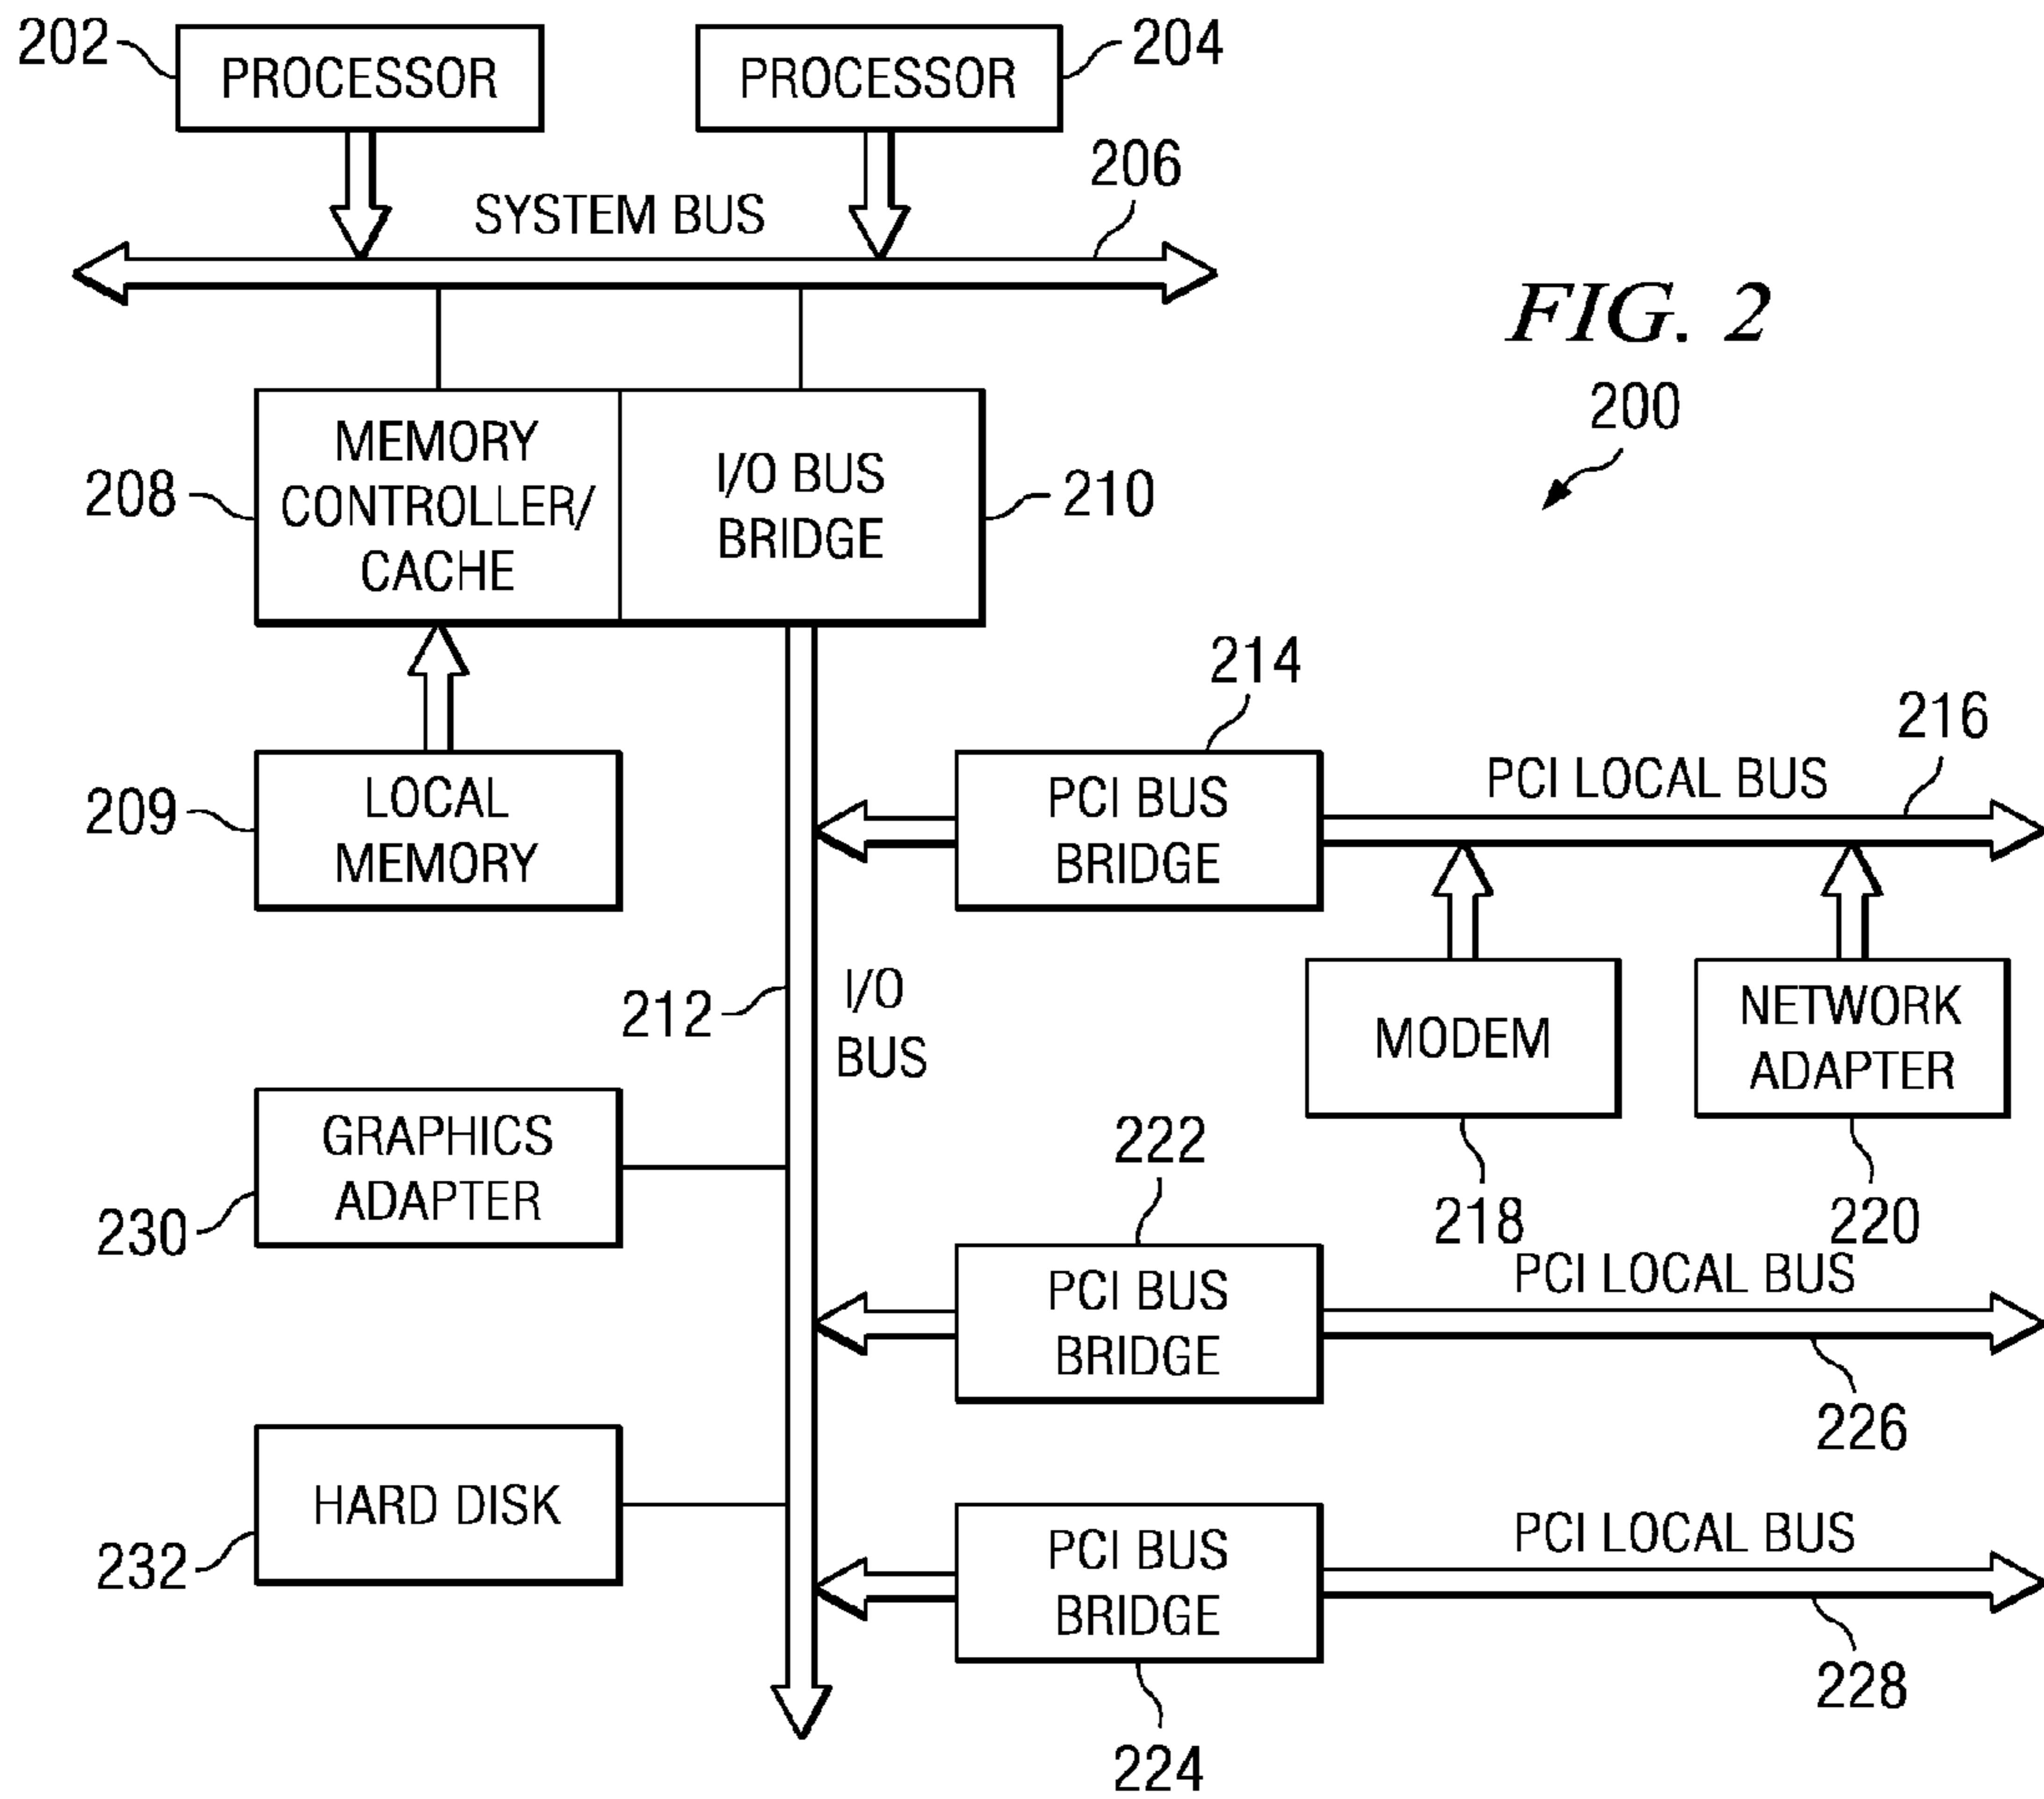 202
PROCESSOR
PROCESSOR
204
206
SYSTEM BUS
FIG. 2
200
MEMORY
CONTROLLER/
CACHE
208
I/O BUS
BRIDGE
210
214
216
LOCAL
MEMORY
209
PCI BUS
BRIDGE
PCI LOCAL BUS
212
I/O
BUS
MODEM
NETWORK
ADAPTER
218
220
GRAPHICS
ADAPTER
230
222
PCI BUS
BRIDGE
PCI LOCAL BUS
226
HARD DISK
232
PCI BUS
BRIDGE
PCI LOCAL BUS
228
224